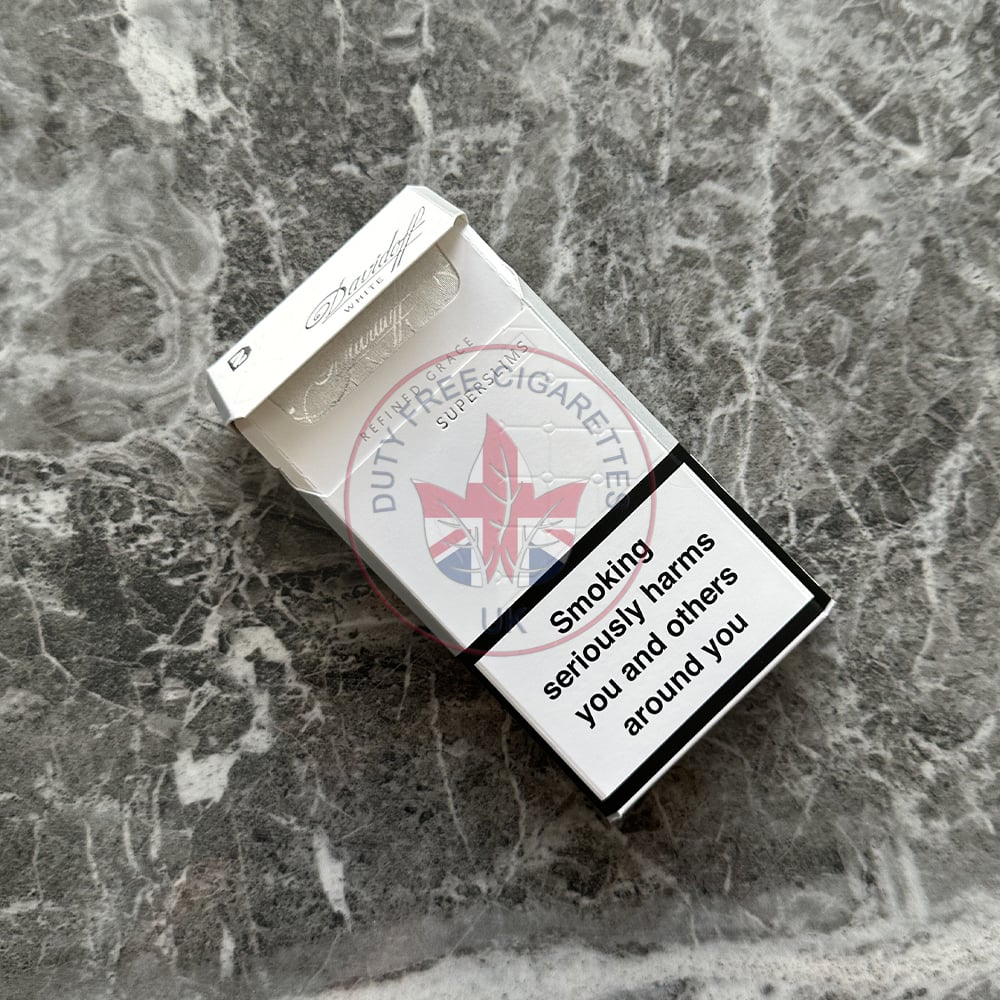 Davidoff
WHITE
REFINED GRACE
SUPERSLIMS
DUTY FREE CIGARETTES
UK
Smoking
seriously harms
you and others
around you